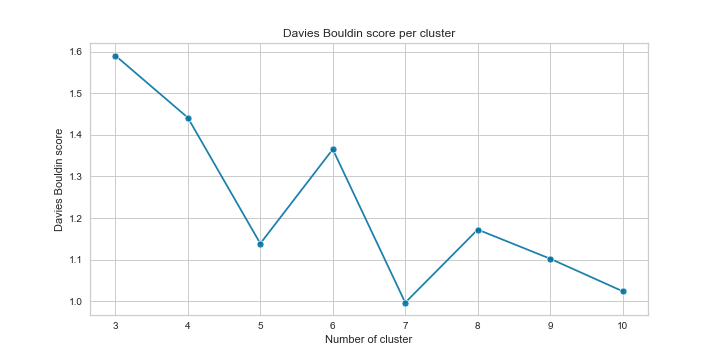 Davies Bouldin score per cluster
Davies Bouldin score
1.6
1.5
1.4
1.3
1.2
1.1
1.0
3 4 5 6 7 8 9 10
Number of cluster